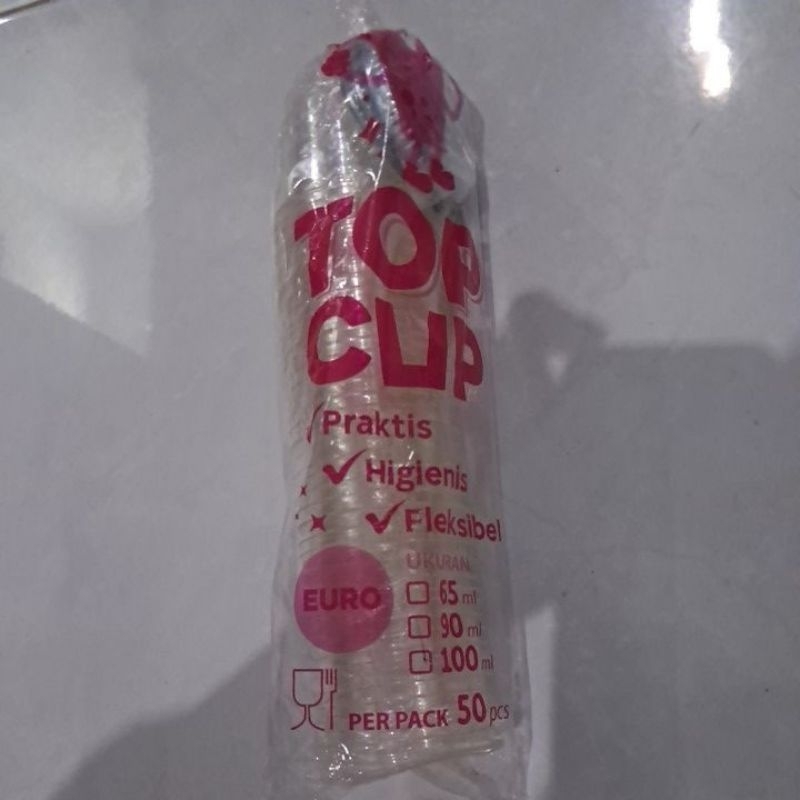 TOP
CUP
Praktis
Higienis
Fleksibel
UKURAN
EURO
65 ml
90 ml
100 ml
PER PACK 50 pcs